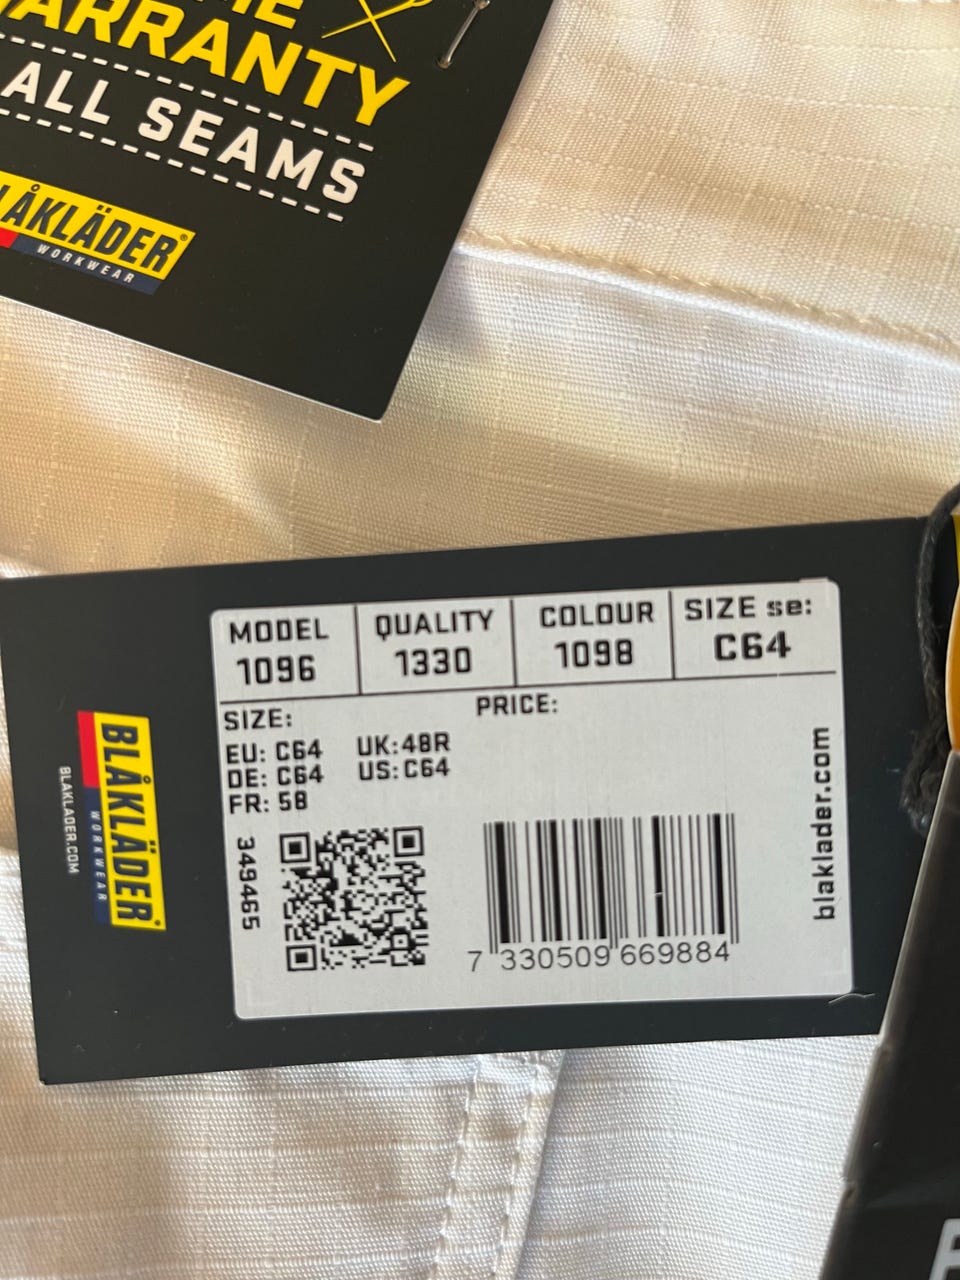 WARRANTY
ALL SEAMS
BLÅKLÄDER®
WORKWEAR
MODEL QUALITY COLOUR SIZE se:
1096 1330 1098 C64
SIZE: PRICE:
EU: C64 UK:48R
DE: C64 US:C64
FR: 58
349465
7 330509 669884
blaklader.com
BLÅKLÄDER®
WORKWEAR
BLAKLADER.COM